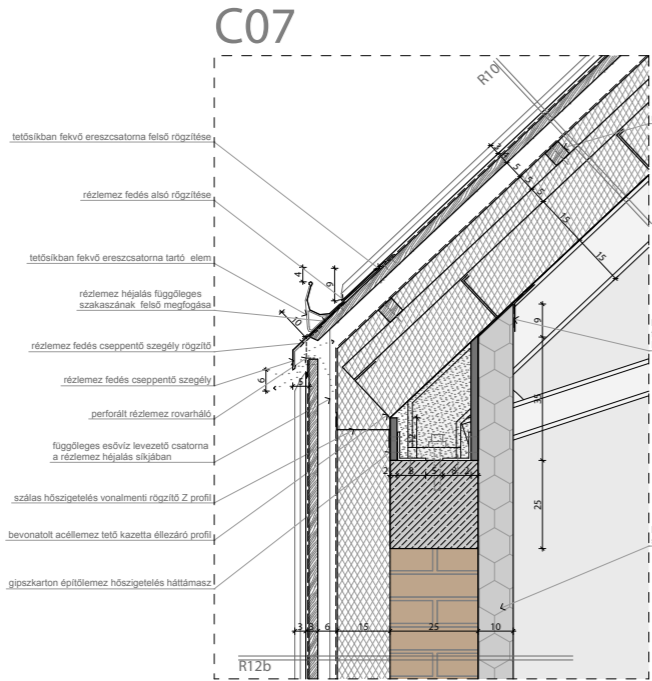 C07
R10
tetősíkban fekvő ereszcsatorna felső rögzítése
rézlemez fedés alsó rögzítése
tetősíkban fekvő ereszcsatorna tartó elem
rézlemez héjalás függőleges
szakaszának felső megfogása
rézlemez fedés cseppentő szegély rögzítő
rézlemez fedés cseppentő szegély
perforált rézlemez rovarháló
függőleges esővíz levezető csatorna
a rézlemez héjalás síkjában
szálas hőszigetelés vonalmenti rögzítő Z profil
bevonatolt acéllemez tető kazetta éllezáró profil
gipszkarton építőlemez hőszigetelés háttámasz
5
5
5
15
15
4
9
10
6
5
9
35
25
2
8
5
8
2
3
3
6
15
25
10
R12b